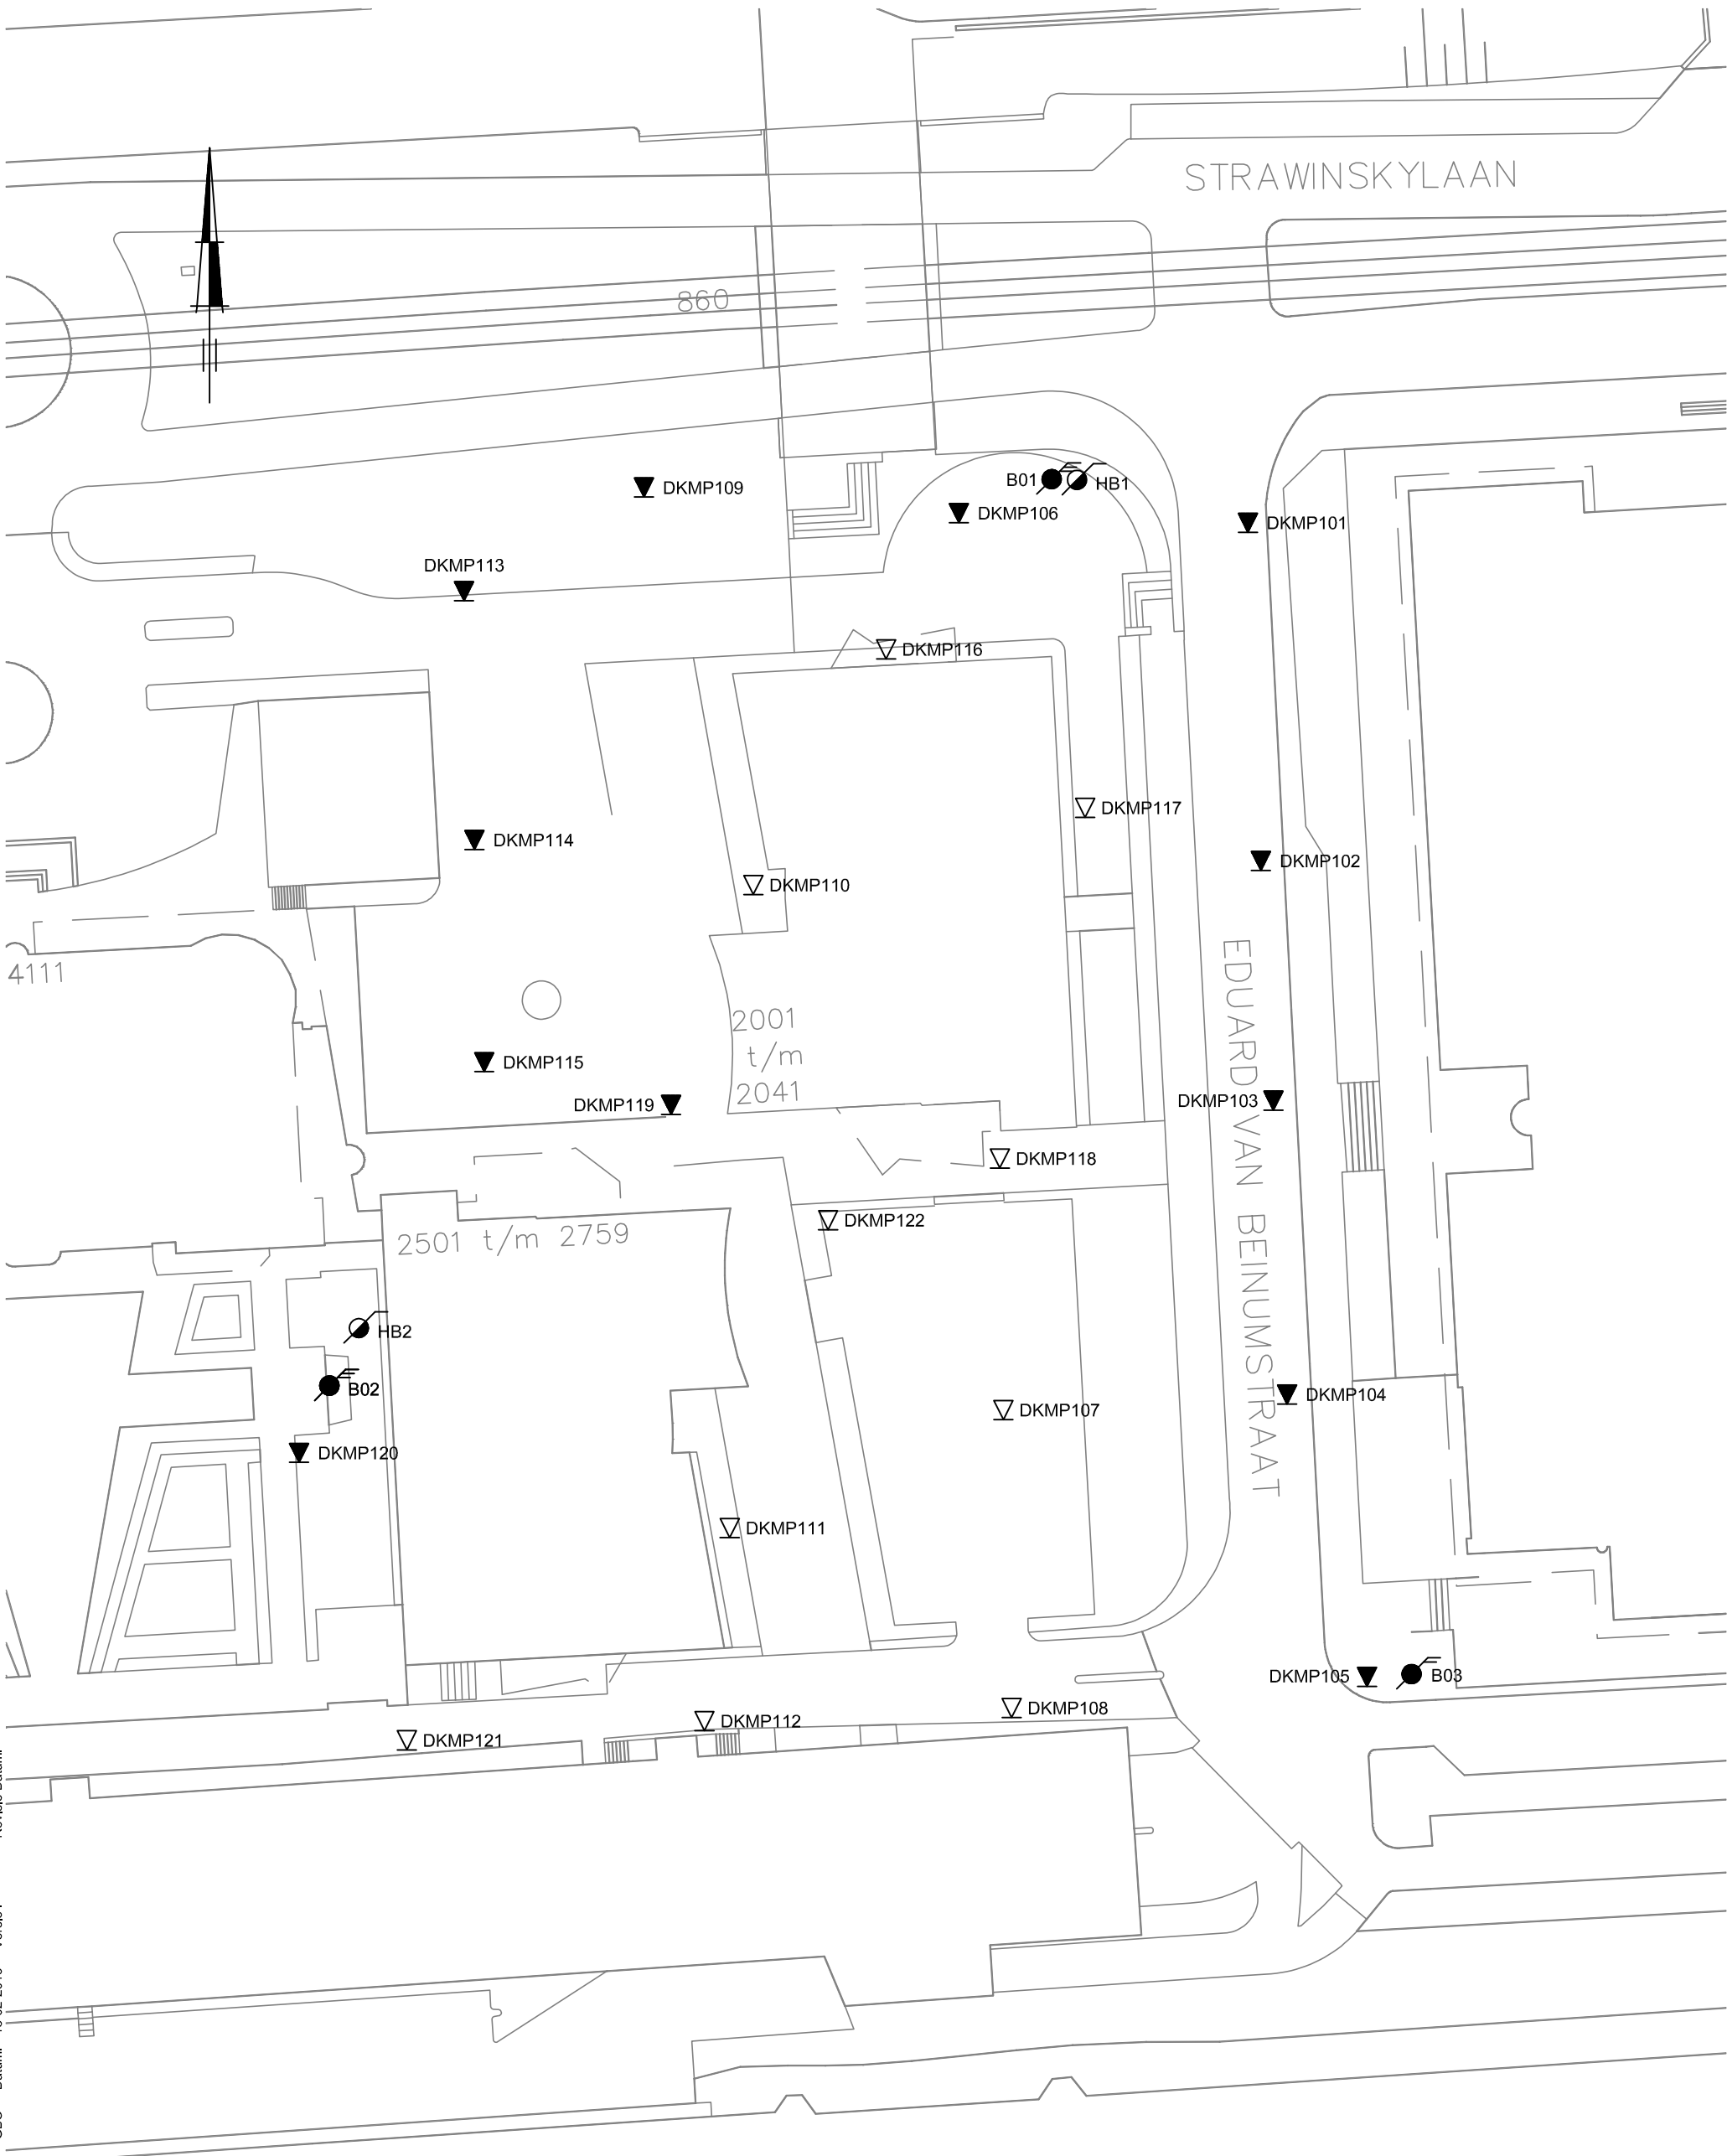 STRAWINSKYLAAN
860
DKMP109
B01
HB1
DKMP106
DKMP101
DKMP113
DKMP116
DKMP117
DKMP114
DKMP102
DKMP110
4111
2001
t/m
2041
EDUARD VAN BEINUMSTRAAT
DKMP115
DKMP119
DKMP103
DKMP118
DKMP122
2501 t/m 2759
HB2
B02
DKMP104
DKMP107
DKMP120
DKMP111
DKMP105
B03
DKMP108
DKMP112
DKMP121